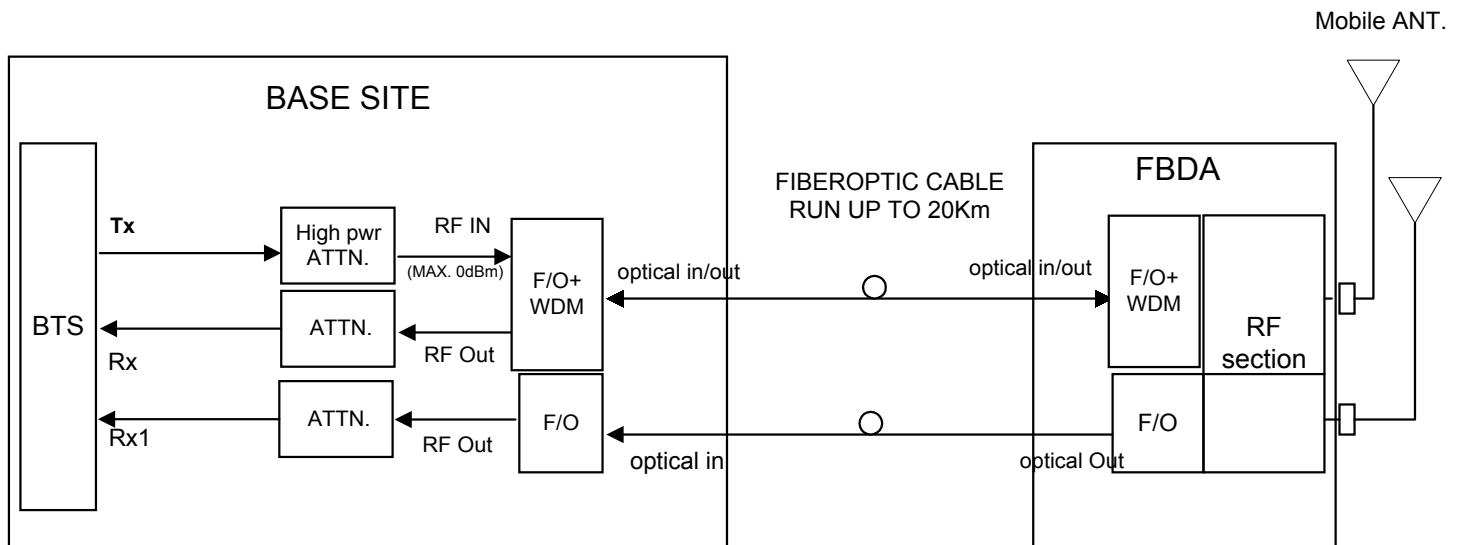 Mobile ANT.
BASE SITE
FBDA
FIBEROPTIC CABLE
RUN UP TO 20Km
Tx
High pwr
ATTN.
RF IN
(MAX. 0dBm)
F/O+
WDM
optical in/out
optical in/out
F/O+
WDM
BTS
ATTN.
RF Out
Rx
RF
section
ATTN.
F/O
F/O
Rx1
RF Out
optical in
optical Out